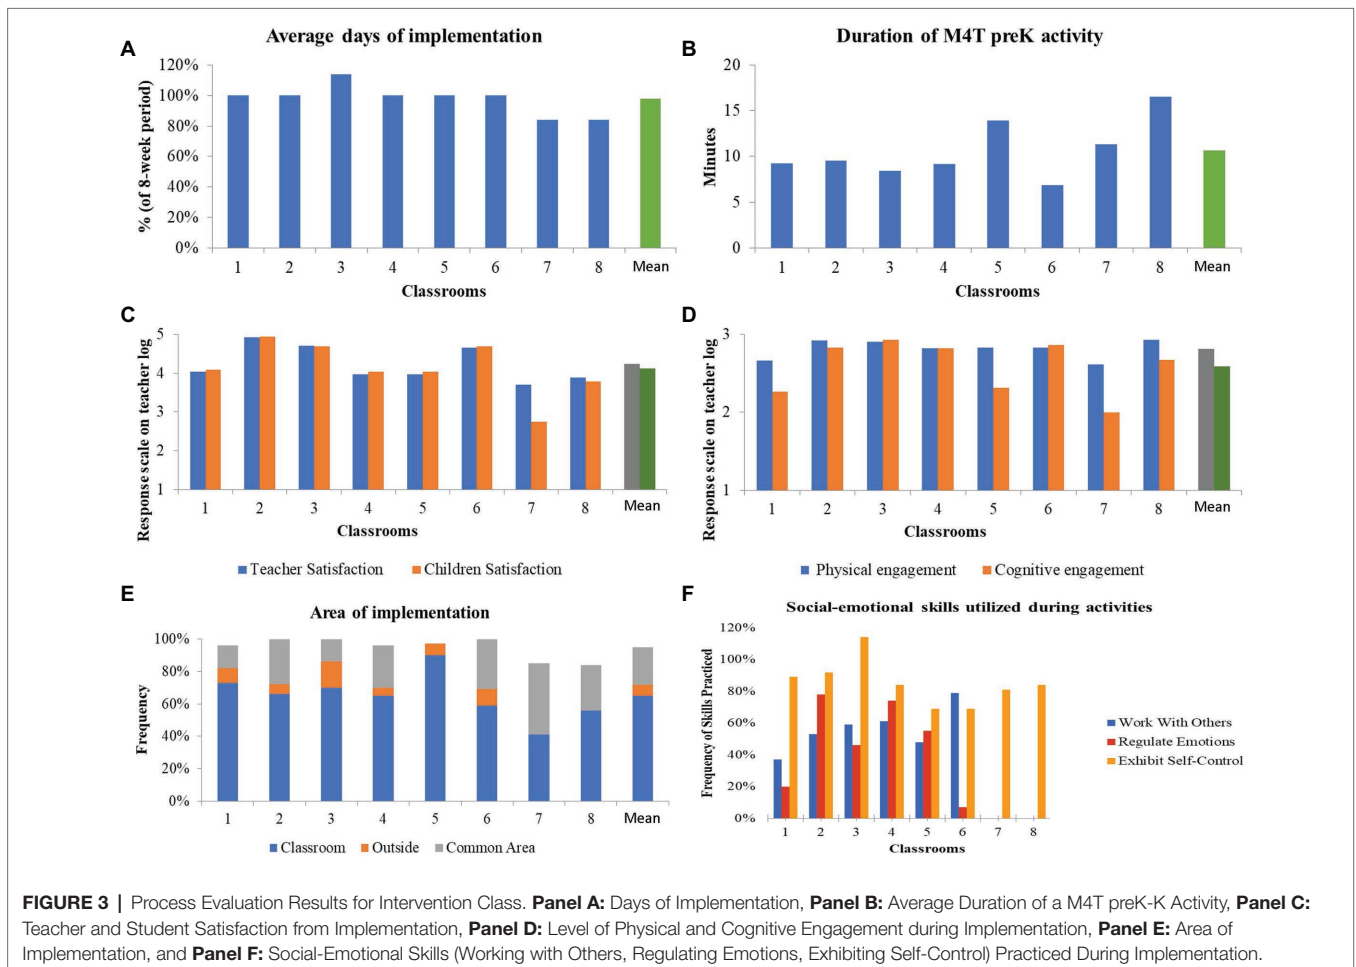 A
Average days of implementation
% (of 8-week period)
120%
100%
80%
60%
40%
20%
0%
1 2 3 4 5 6 7 8 Mean
Classrooms
B
Duration of M4T preK activity
Minutes
20
15
10
5
0
1 2 3 4 5 6 7 8 Mean
Classrooms
C
Response scale on teacher log
5
4
3
2
1
1 2 3 4 5 6 7 8 Mean
Classrooms
Teacher Satisfaction Children Satisfaction
D
Response scale on teacher log
3
2
1
1 2 3 4 5 6 7 8 Mean
Classrooms
Physical engagement Cognitive engagement
E
Area of implementation
Frequency
100%
80%
60%
40%
20%
0%
1 2 3 4 5 6 7 8 Mean
Classroom Outside Common Area
F
Social-emotional skills utilized during activities
Frequency of Skills Practiced
120%
100%
80%
60%
40%
20%
0%
1 2 3 4 5 6 7 8
Classrooms
Work With Others
Regulate Emotions
Exhibit Self-Control
FIGURE 3 | Process Evaluation Results for Intervention Class. Panel A: Days of Implementation, Panel B: Average Duration of a M4T preK-K Activity, Panel C:
Teacher and Student Satisfaction from Implementation, Panel D: Level of Physical and Cognitive Engagement during Implementation, Panel E: Area of
Implementation, and Panel F: Social-Emotional Skills (Working with Others, Regulating Emotions, Exhibiting Self-Control) Practiced During Implementation.